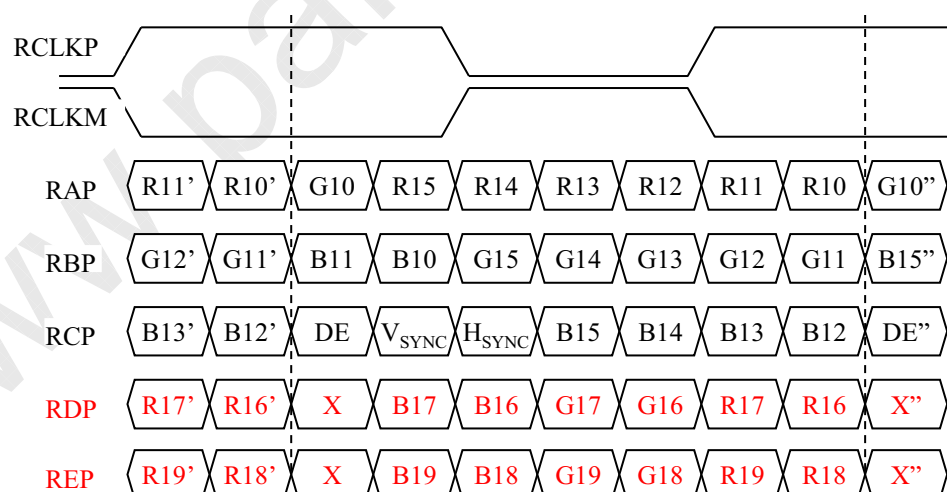 RCLKP
RCLKM
RAP R11’ R10’ G10 R15 R14 R13 R12 R11 R10 G10”
RBP G12’ G11’ B11 B10 G15 G14 G13 G12 G11 B15”
RCP B13’ B12’ DE VSYNC HSYNC B15 B14 B13 B12 DE”
RDP R17’ R16’ X B17 B16 G17 G16 R17 R16 X”
REP R19’ R18’ X B19 B18 G19 G18 R19 R18 X”